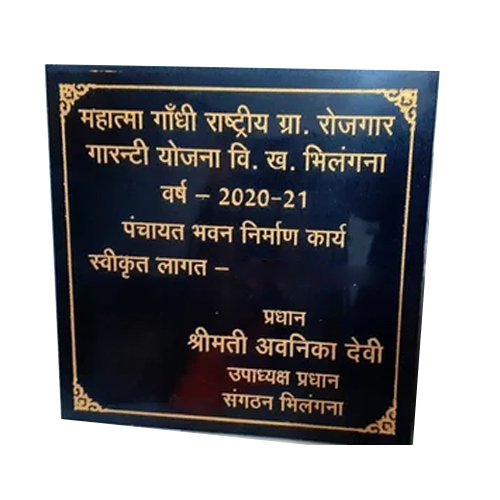 महात्मा गाँधी राष्ट्रीय ग्रा. रोजगार
गारन्टी योजना वि. ख. भिलंगना
वर्ष – 2020-21
पंचायत भवन निर्माण कार्य
स्वीकृत लागत –
प्रधान
श्रीमती अवनिका देवी
उपाध्यक्ष प्रधान
संगठन भिलंगना